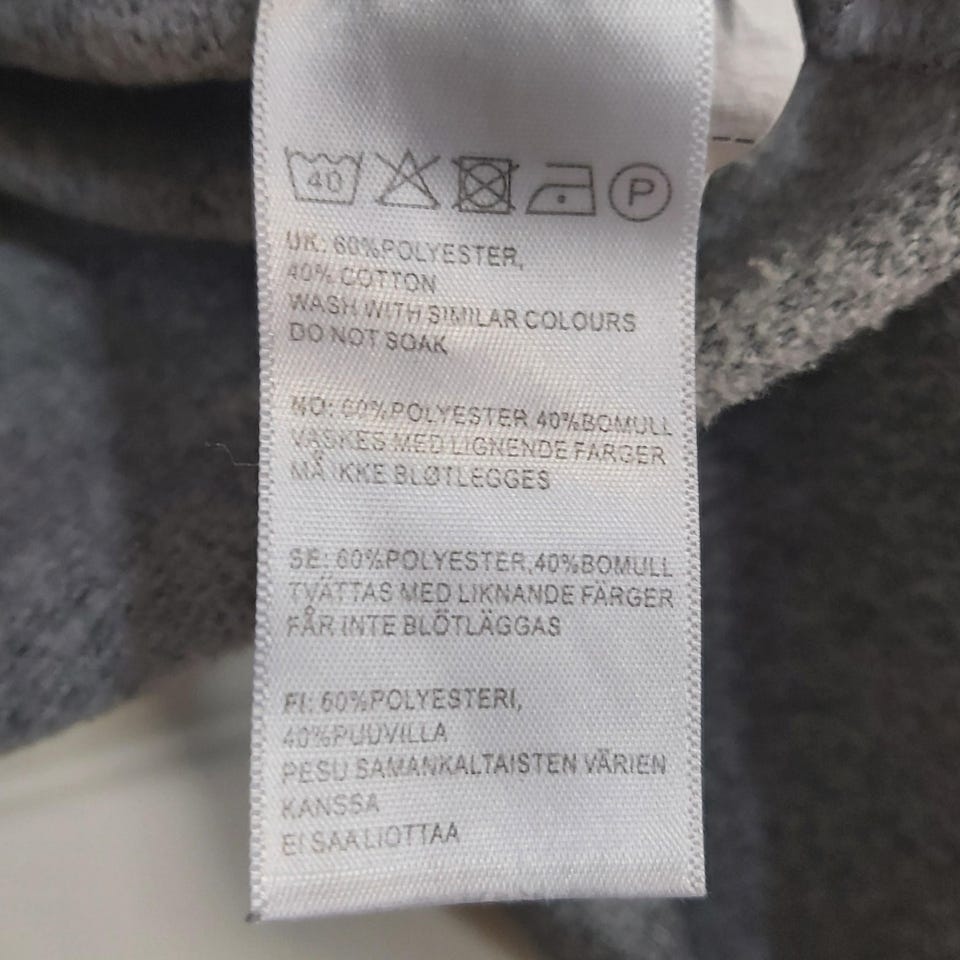 40 P
UK: 60%POLYESTER,
40% COTTON
WASH WITH SIMILAR COLOURS
DO NOT SOAK
NO: 60%POLYESTER,40%BOMULL
VASKES MED LIGNENDE FARGER
MÅ IKKE BLØTLEGGES
SE: 60%POLYESTER,40%BOMULL
TVÄTTAS MED LIKNANDE FÄRGER
FÅR INTE BLÖTLÄGGAS
FI: 60%POLYESTERI,
40%PUUVILLA
PESU SAMANKALTAISTEN VÄRIEN
KANSSA
EI SAA LIOTTAA